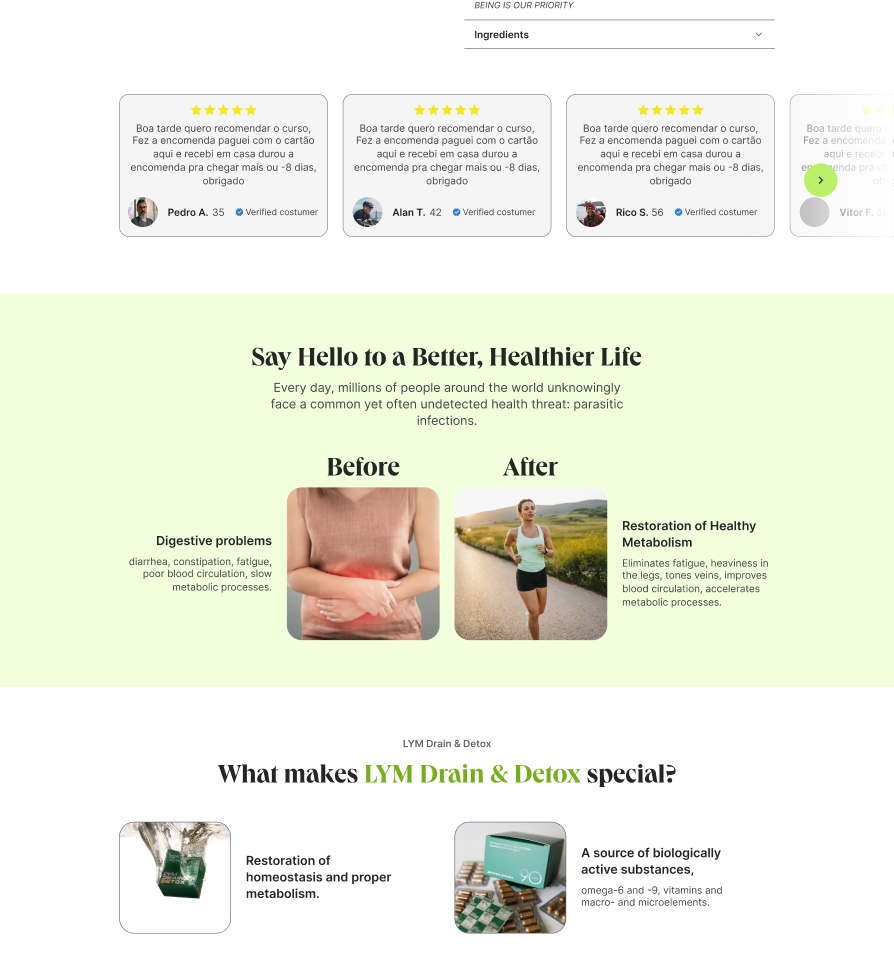 BEING IS OUR PRIORITY
Ingredients
Boa tarde quero recomendar o curso,
Fez a encomenda paguei com o cartão
aqui e recebi em casa durou a
encomenda pra chegar mais ou -8 dias,
obrigado
Pedro A. 35 Verified costumer
Boa tarde quero recomendar o curso,
Fez a encomenda paguei com o cartão
aqui e recebi em casa durou a
encomenda pra chegar mais ou -8 dias,
obrigado
Alan T. 42 Verified costumer
Boa tarde quero recomendar o curso,
Fez a encomenda paguei com o cartão
aqui e recebi em casa durou a
encomenda pra chegar mais ou -8 dias,
obrigado
Rico S. 56 Verified costumer
Boa tarde quero
Fez a
aqui e
pra
Vitor F.
Say Hello to a Better, Healthier Life
Every day, millions of people around the world unknowingly
face a common yet often undetected health threat: parasitic
infections.
Before
After
Digestive problems
diarrhea, constipation, fatigue,
poor blood circulation, slow
metabolic processes.
Restoration of Healthy
Metabolism
Eliminates fatigue, heaviness in
the legs, tones veins, improves
blood circulation, accelerates
metabolic processes.
LYM Drain & Detox
What makes LYM Drain & Detox special?
LYM
DRAIN
DETOX
Restoration of
homeostasis and proper
metabolism.
90
A source of biologically
active substances,
omega-6 and -9, vitamins and
macro- and microelements.